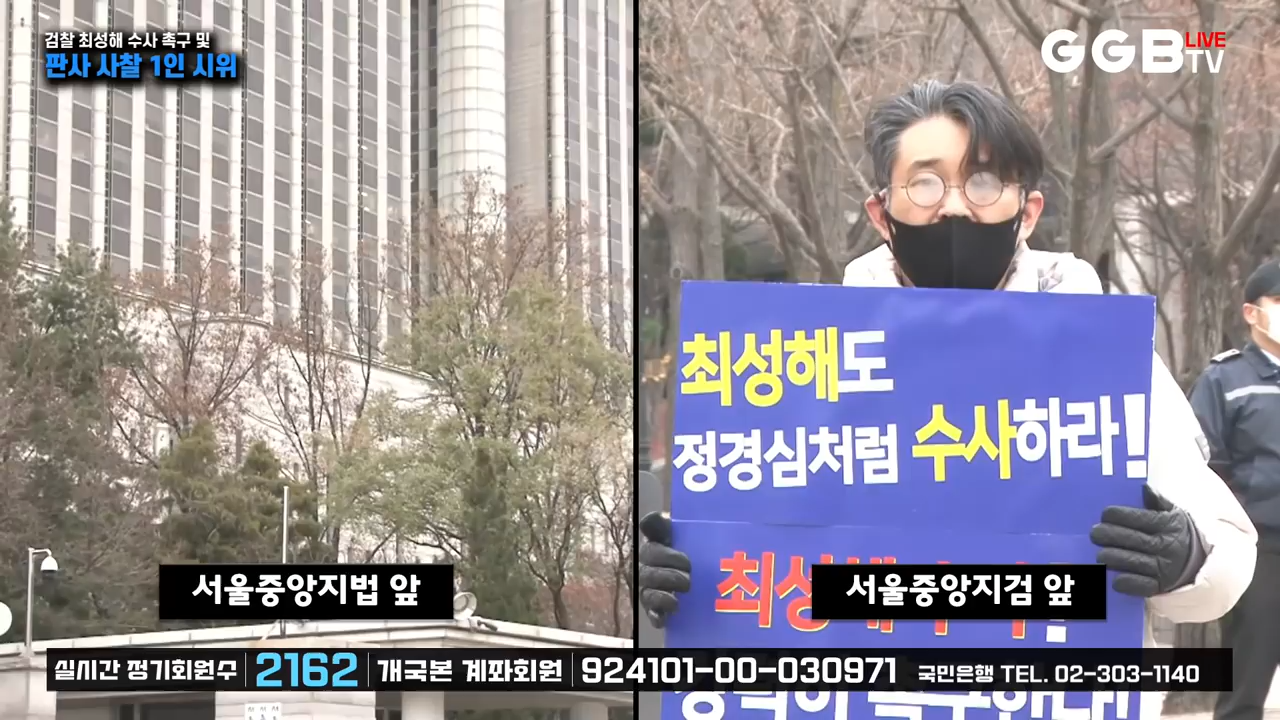 검찰 최성해 수사 촉구 및
판사 사찰 1인 시위
GGB LIVE TV
최성해도
정경심처럼 수사하라!
서울중앙지법 앞
서울중앙지검 앞
실시간 정기회원수 2162 개국본 계좌회원 924101-00-030971 국민은행 TEL. 02-303-1140